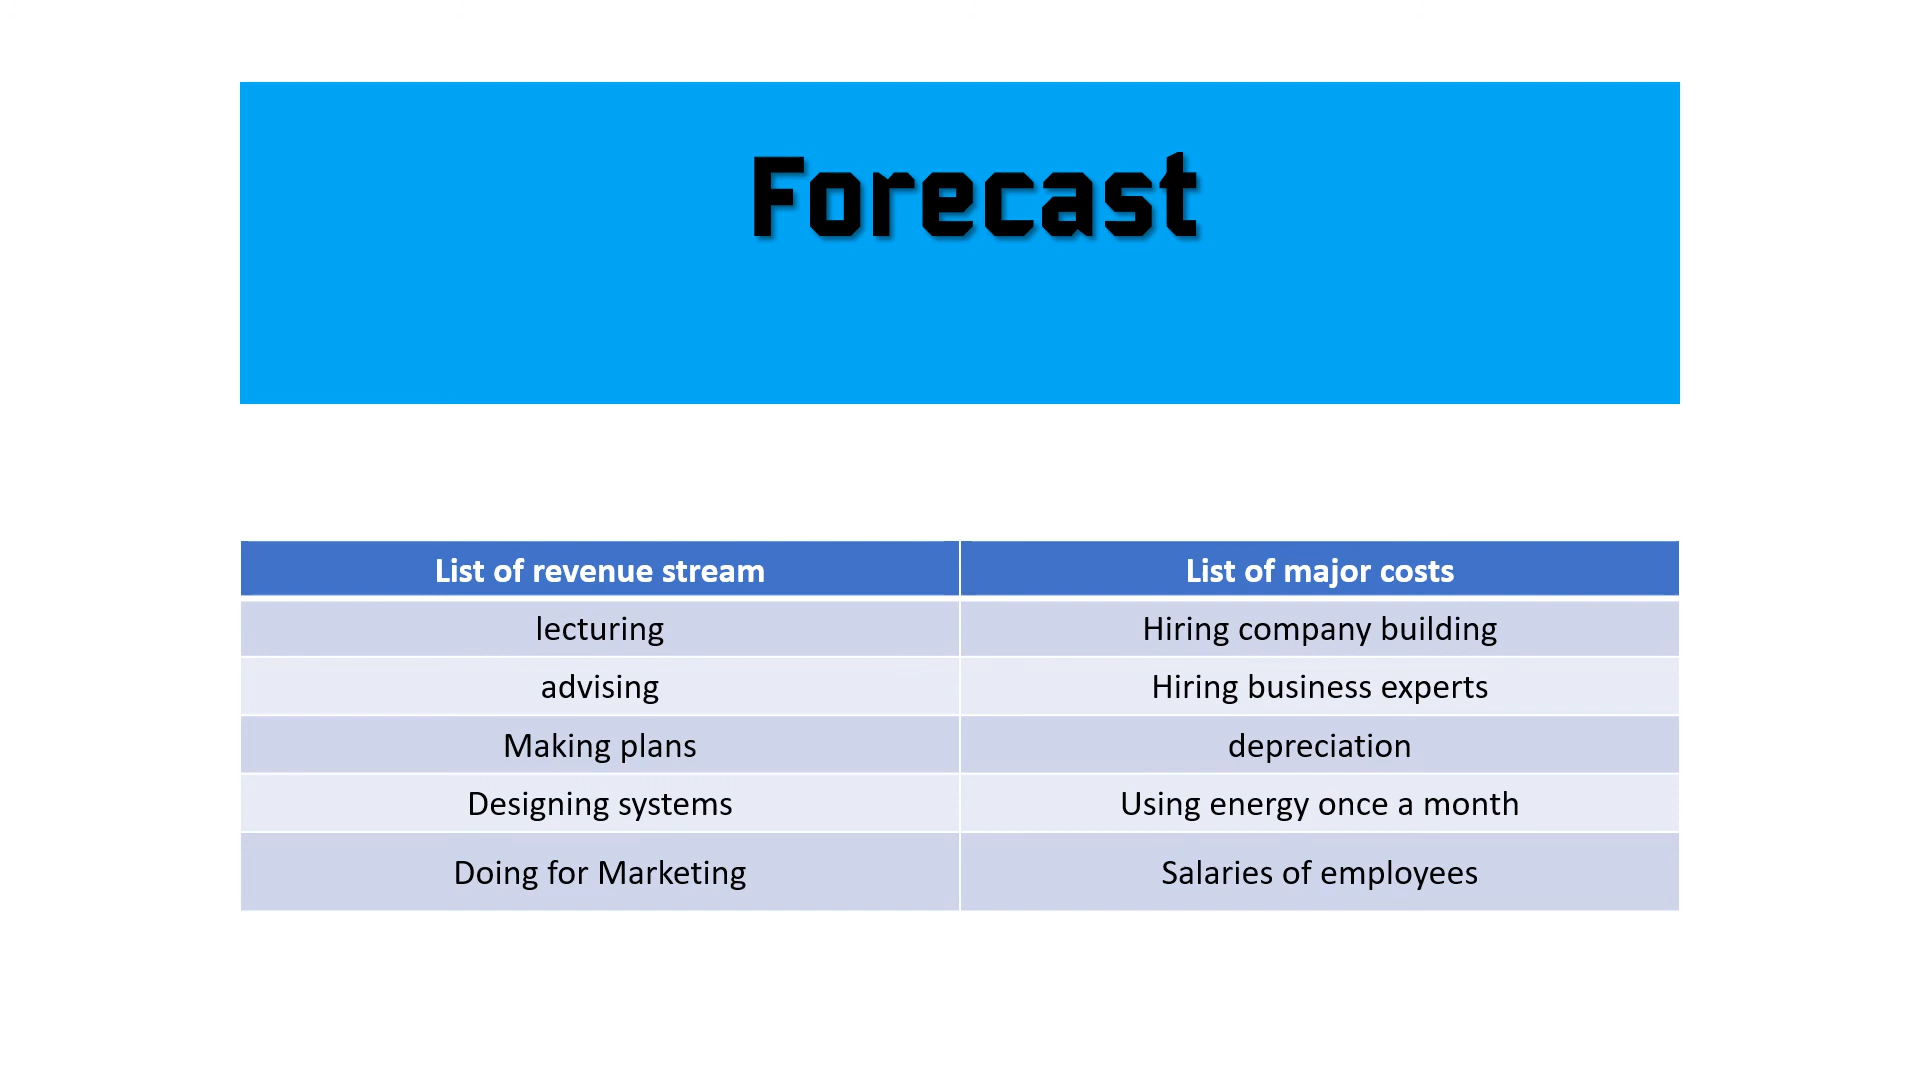 Forecast
List of revenue stream
List of major costs
lecturing
Hiring company building
advising
Hiring business experts
Making plans
depreciation
Designing systems
Using energy once a month
Doing for Marketing
Salaries of employees